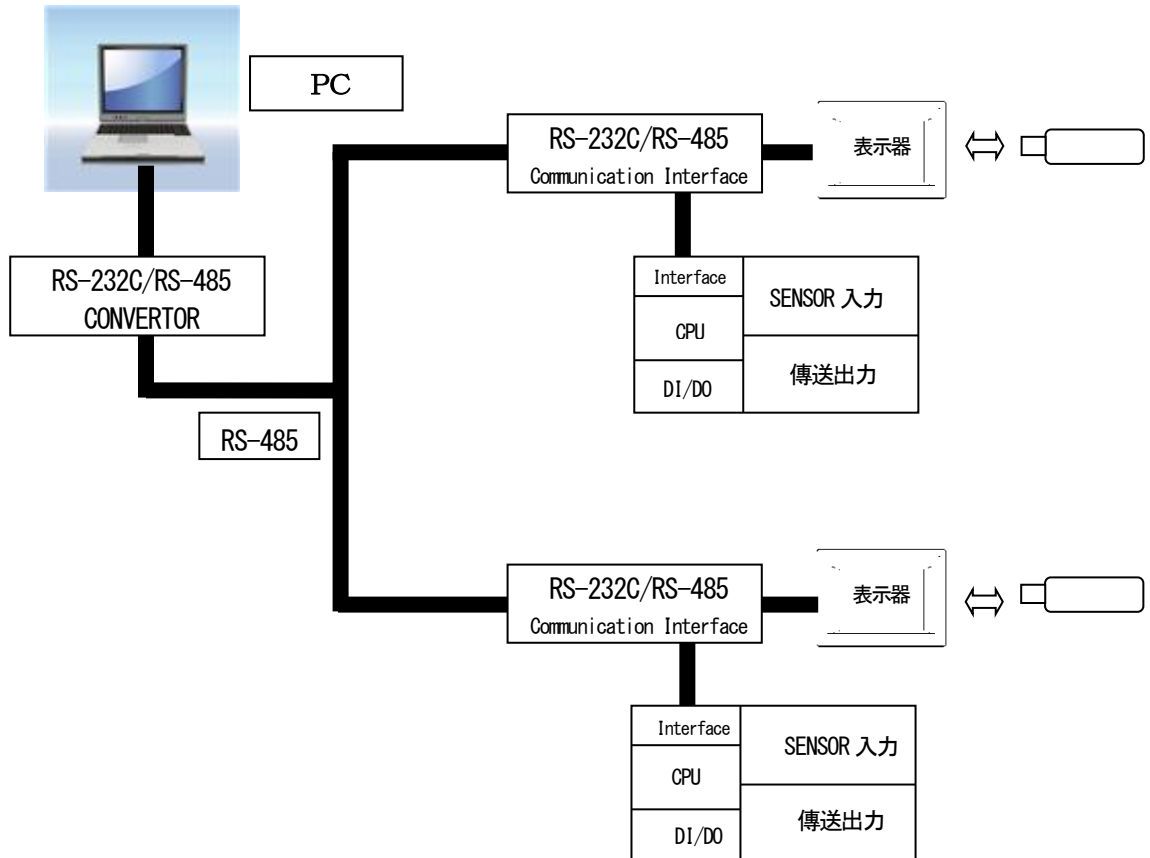 PC
RS-232C/RS-485
CONVERTOR
RS-485
RS-232C/RS-485
Communication Interface
表示器
Interface
CPU
DI/DO
SENSOR 入力
傳送出力
RS-232C/RS-485
Communication Interface
表示器
Interface
CPU
DI/DO
SENSOR 入力
傳送出力